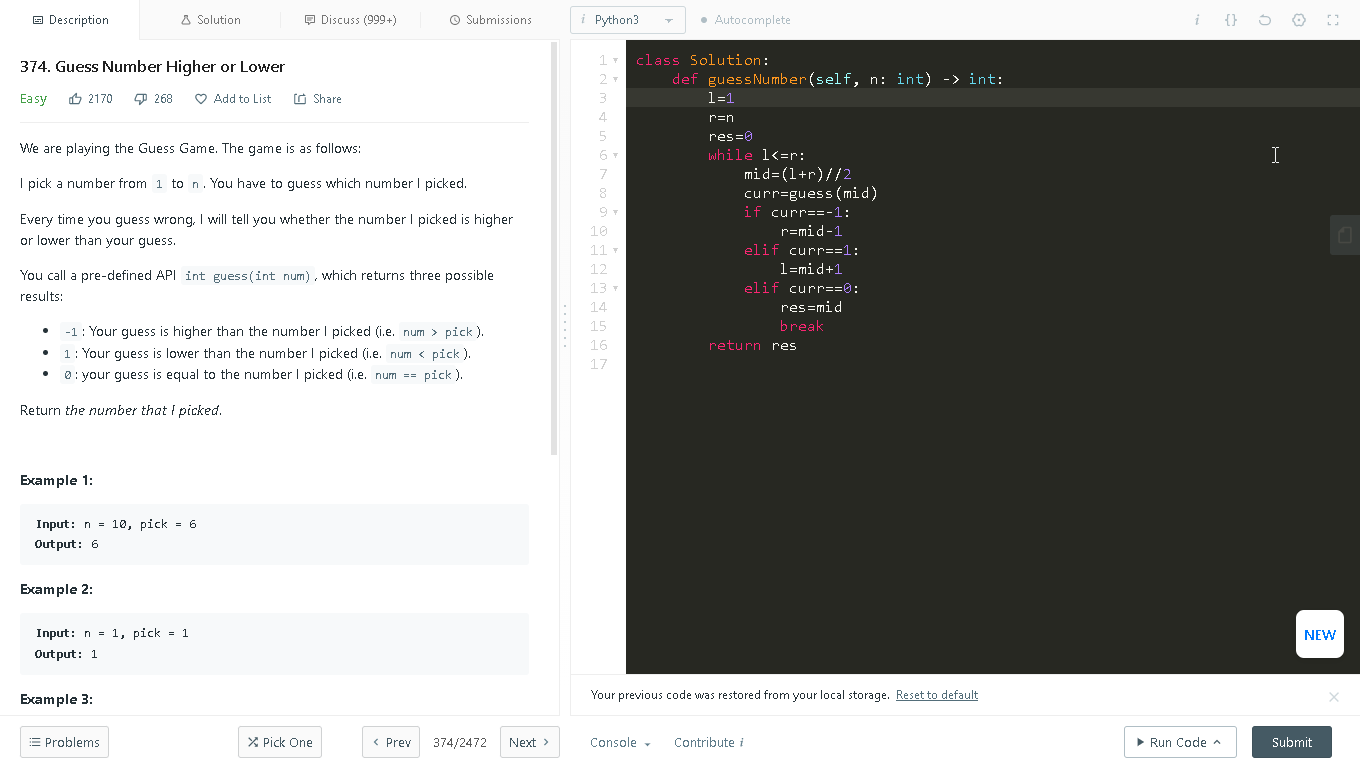 Description
Solution
Discuss (999+)
Submissions
i Python3
Autocomplete
i {}
374. Guess Number Higher or Lower
Easy 2170 268 Add to List Share
We are playing the Guess Game. The game is as follows:
I pick a number from 1 to n. You have to guess which number I picked.
Every time you guess wrong, I will tell you whether the number I picked is higher
or lower than your guess.
You call a pre-defined API int guess(int num), which returns three possible
results:
• -1: Your guess is higher than the number I picked (i.e. num > pick).
• 1: Your guess is lower than the number I picked (i.e. num < pick).
• 0: your guess is equal to the number I picked (i.e. num == pick).
Return the number that I picked.
Example 1:
Input: n = 10, pick = 6
Output: 6
Example 2:
Input: n = 1, pick = 1
Output: 1
Example 3:
1 class Solution:
2     def guessNumber(self, n: int) -> int:
3         l=1
4         r=n
5         res=0
6         while l<=r:
7             mid=(l+r)//2
8             curr=guess(mid)
9             if curr==-1:
10                 r=mid-1
11             elif curr==1:
12                 l=mid+1
13             elif curr==0:
14                 res=mid
15                 break
16         return res
17
NEW
Your previous code was restored from your local storage. Reset to default
Problems
Pick One
Prev
374/2472
Next
Console
Contribute i
Run Code
Submit